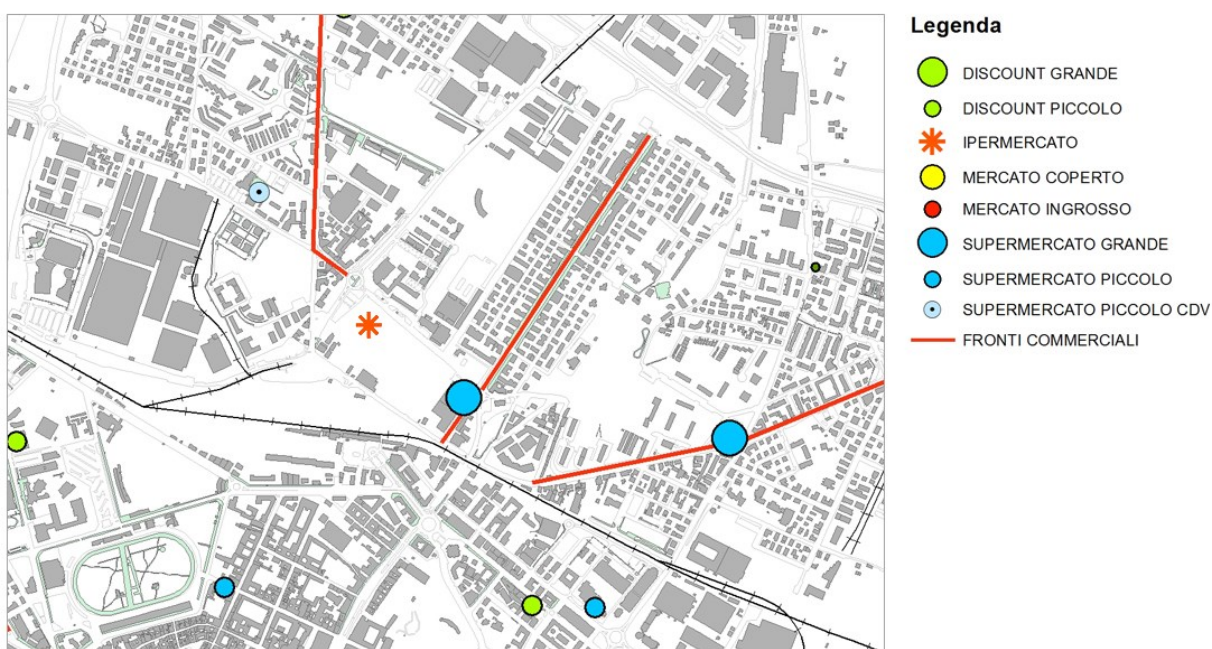 Legenda
DISCOUNT GRANDE
DISCOUNT PICCOLO
IPERMERCATO
MERCATO COPERTO
MERCATO INGROSSO
SUPERMERCATO GRANDE
SUPERMERCATO PICCOLO
SUPERMERCATO PICCOLO CDV
FRONTI COMMERCIALI